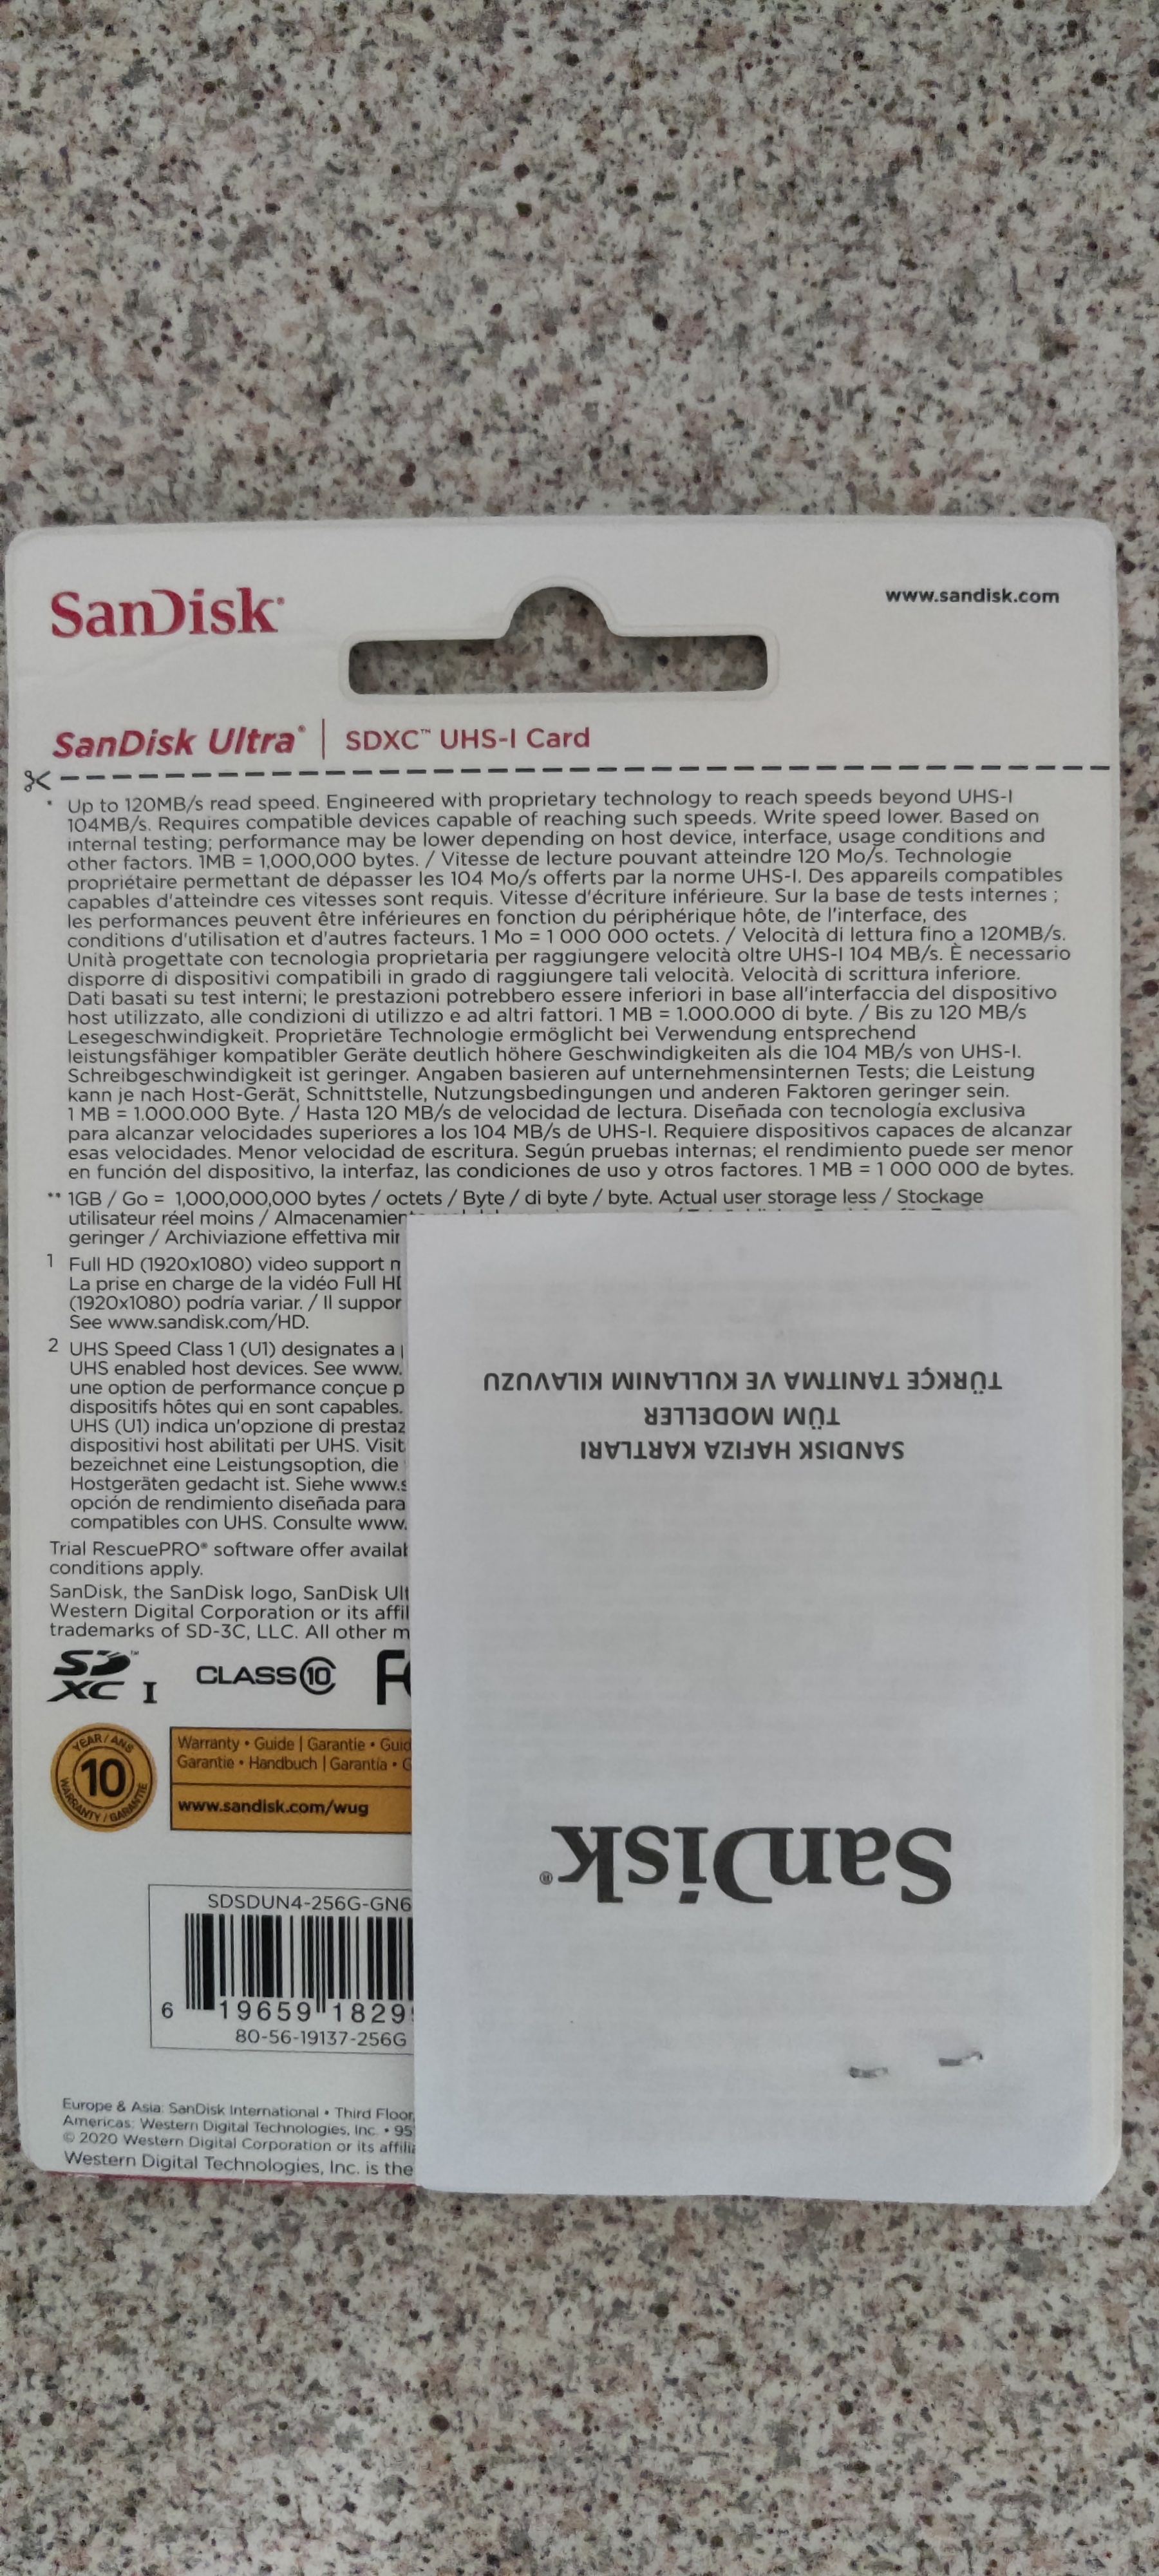 SanDisk®
www.sandisk.com
SanDisk Ultra® | SDXC™ UHS-I Card
* Up to 120MB/s read speed. Engineered with proprietary technology to reach speeds beyond UHS-I
104MB/s. Requires compatible devices capable of reaching such speeds. Write speed lower. Based on
internal testing; performance may be lower depending on host device, interface, usage conditions and
other factors. 1MB = 1,000,000 bytes. / Vitesse de lecture pouvant atteindre 120 Mo/s. Technologie
propriétaire permettant de dépasser les 104 Mo/s offerts par la norme UHS-I. Des appareils compatibles
capables d'atteindre ces vitesses sont requis. Vitesse d'écriture inférieure. Sur la base de tests internes ;
les performances peuvent être inférieures en fonction du périphérique hôte, de l'interface, des
conditions d'utilisation et d'autres facteurs. 1 Mo = 1 000 000 octets. / Velocità di lettura fino a 120MB/s.
Unità progettate con tecnologia proprietaria per raggiungere velocità oltre UHS-I 104 MB/s. È necessario
disporre di dispositivi compatibili in grado di raggiungere tali velocità. Velocità di scrittura inferiore.
Dati basati su test interni; le prestazioni potrebbero essere inferiori in base all'interfaccia del dispositivo
host utilizzato, alle condizioni di utilizzo e ad altri fattori. 1 MB = 1.000.000 di byte. / Bis zu 120 MB/s
Lesegeschwindigkeit. Proprietäre Technologie ermöglicht bei Verwendung entsprechend
leistungsfähiger kompatibler Geräte deutlich höhere Geschwindigkeiten als die 104 MB/s von UHS-I.
Schreibgeschwindigkeit ist geringer. Angaben basieren auf unternehmensinternen Tests; die Leistung
kann je nach Host-Gerät, Schnittstelle, Nutzungsbedingungen und anderen Faktoren geringer sein.
1 MB = 1.000.000 Byte. / Hasta 120 MB/s de velocidad de lectura. Diseñada con tecnología exclusiva
para alcanzar velocidades superiores a los 104 MB/s de UHS-I. Requiere dispositivos capaces de alcanzar
esas velocidades. Menor velocidad de escritura. Según pruebas internas; el rendimiento puede ser menor
en función del dispositivo, la interfaz, las condiciones de uso y otros factores. 1 MB = 1 000 000 de bytes.
** 1GB / Go = 1,000,000,000 bytes / octets / Byte / di byte / byte. Actual user storage less / Stockage
utilisateur réel moins / Almacenamien
geringer / Archiviazione effettiva mi
1 Full HD (1920x1080) video support
La prise en charge de la vidéo Full HD
(1920x1080) podría variar. / Il suppor
See www.sandisk.com/HD.
2 UHS Speed Class 1 (U1) designates a
UHS enabled host devices. See www.
une option de performance conçue p
dispositifs hôtes qui en sont capables.
UHS (U1) indica un'opzione di prestaz
dispositivi host abilitati per UHS. Visit
bezeichnet eine Leistungsoption, die
Hostgeräten gedacht ist. Siehe www.s
opción de rendimiento diseñada para
compatibles con UHS. Consulte www.
Trial RescuePRO® software offer availab
conditions apply.
SanDisk, the SanDisk logo, SanDisk Ult
Western Digital Corporation or its affil
trademarks of SD-3C, LLC. All other m
SD XC I CLASS 10 F
YEAR/ANS 10 WARRANTY/GARANTIE
Warranty • Guide | Garantie • Guid
Garantie • Handbuch | Garantía • G
www.sandisk.com/wug
SDSDUN4-256G-GN6
6 19659 1829
80-56-19137-256G
Europe & Asia: SanDisk International • Third Floor,
Americas: Western Digital Technologies, Inc. • 95
© 2020 Western Digital Corporation or its affilia
Western Digital Technologies, Inc. is the
SanDisk®
SANDISK HAFIZA KARTLARI
TÜM MODELLER
TÜRKÇE TANITMA VE KULLANIM KILAVUZU